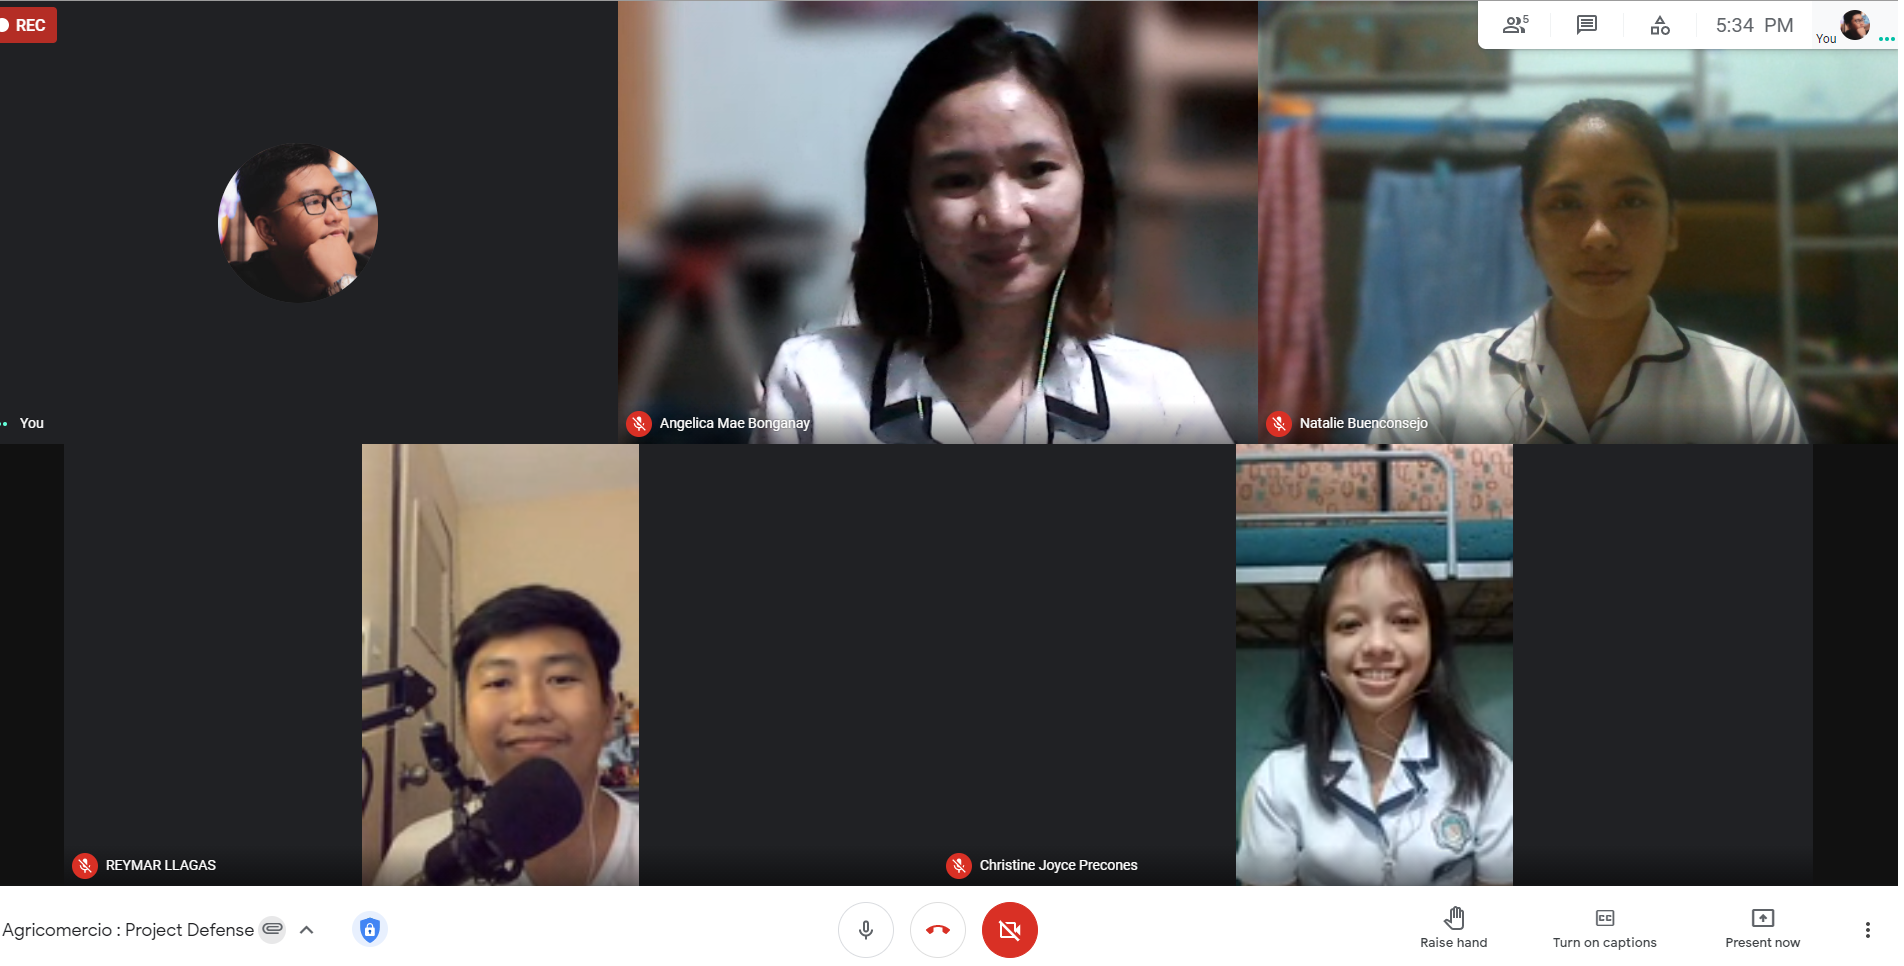 REC
5
5:34 PM
You
You
Angelica Mae Bonganay
Natalie Buenconsejo
REYMAR LLAGAS
Christine Joyce Precones
Agricomercio : Project Defense
CC
Raise hand
Turn on captions
Present now